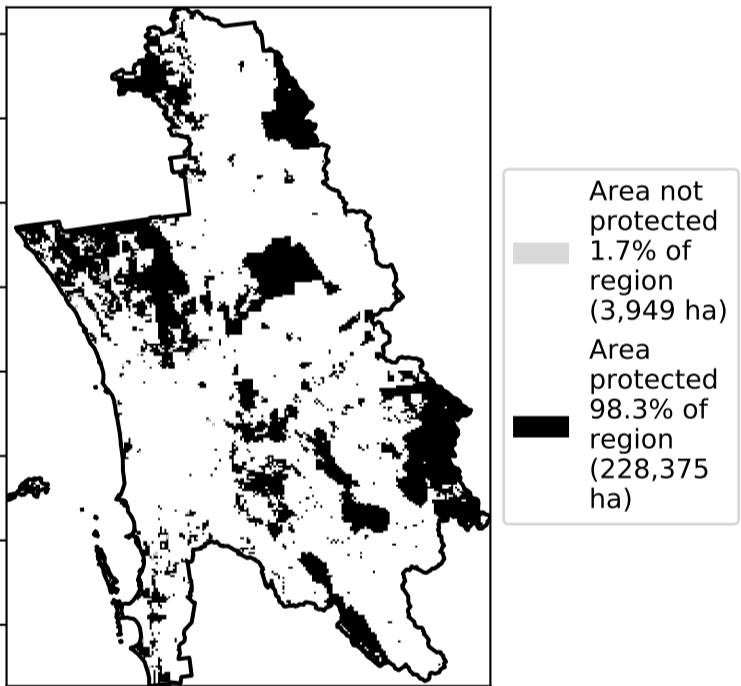 Area not
protected
1.7% of
region
(3,949 ha)
Area
protected
98.3% of
region
(228,375
ha)